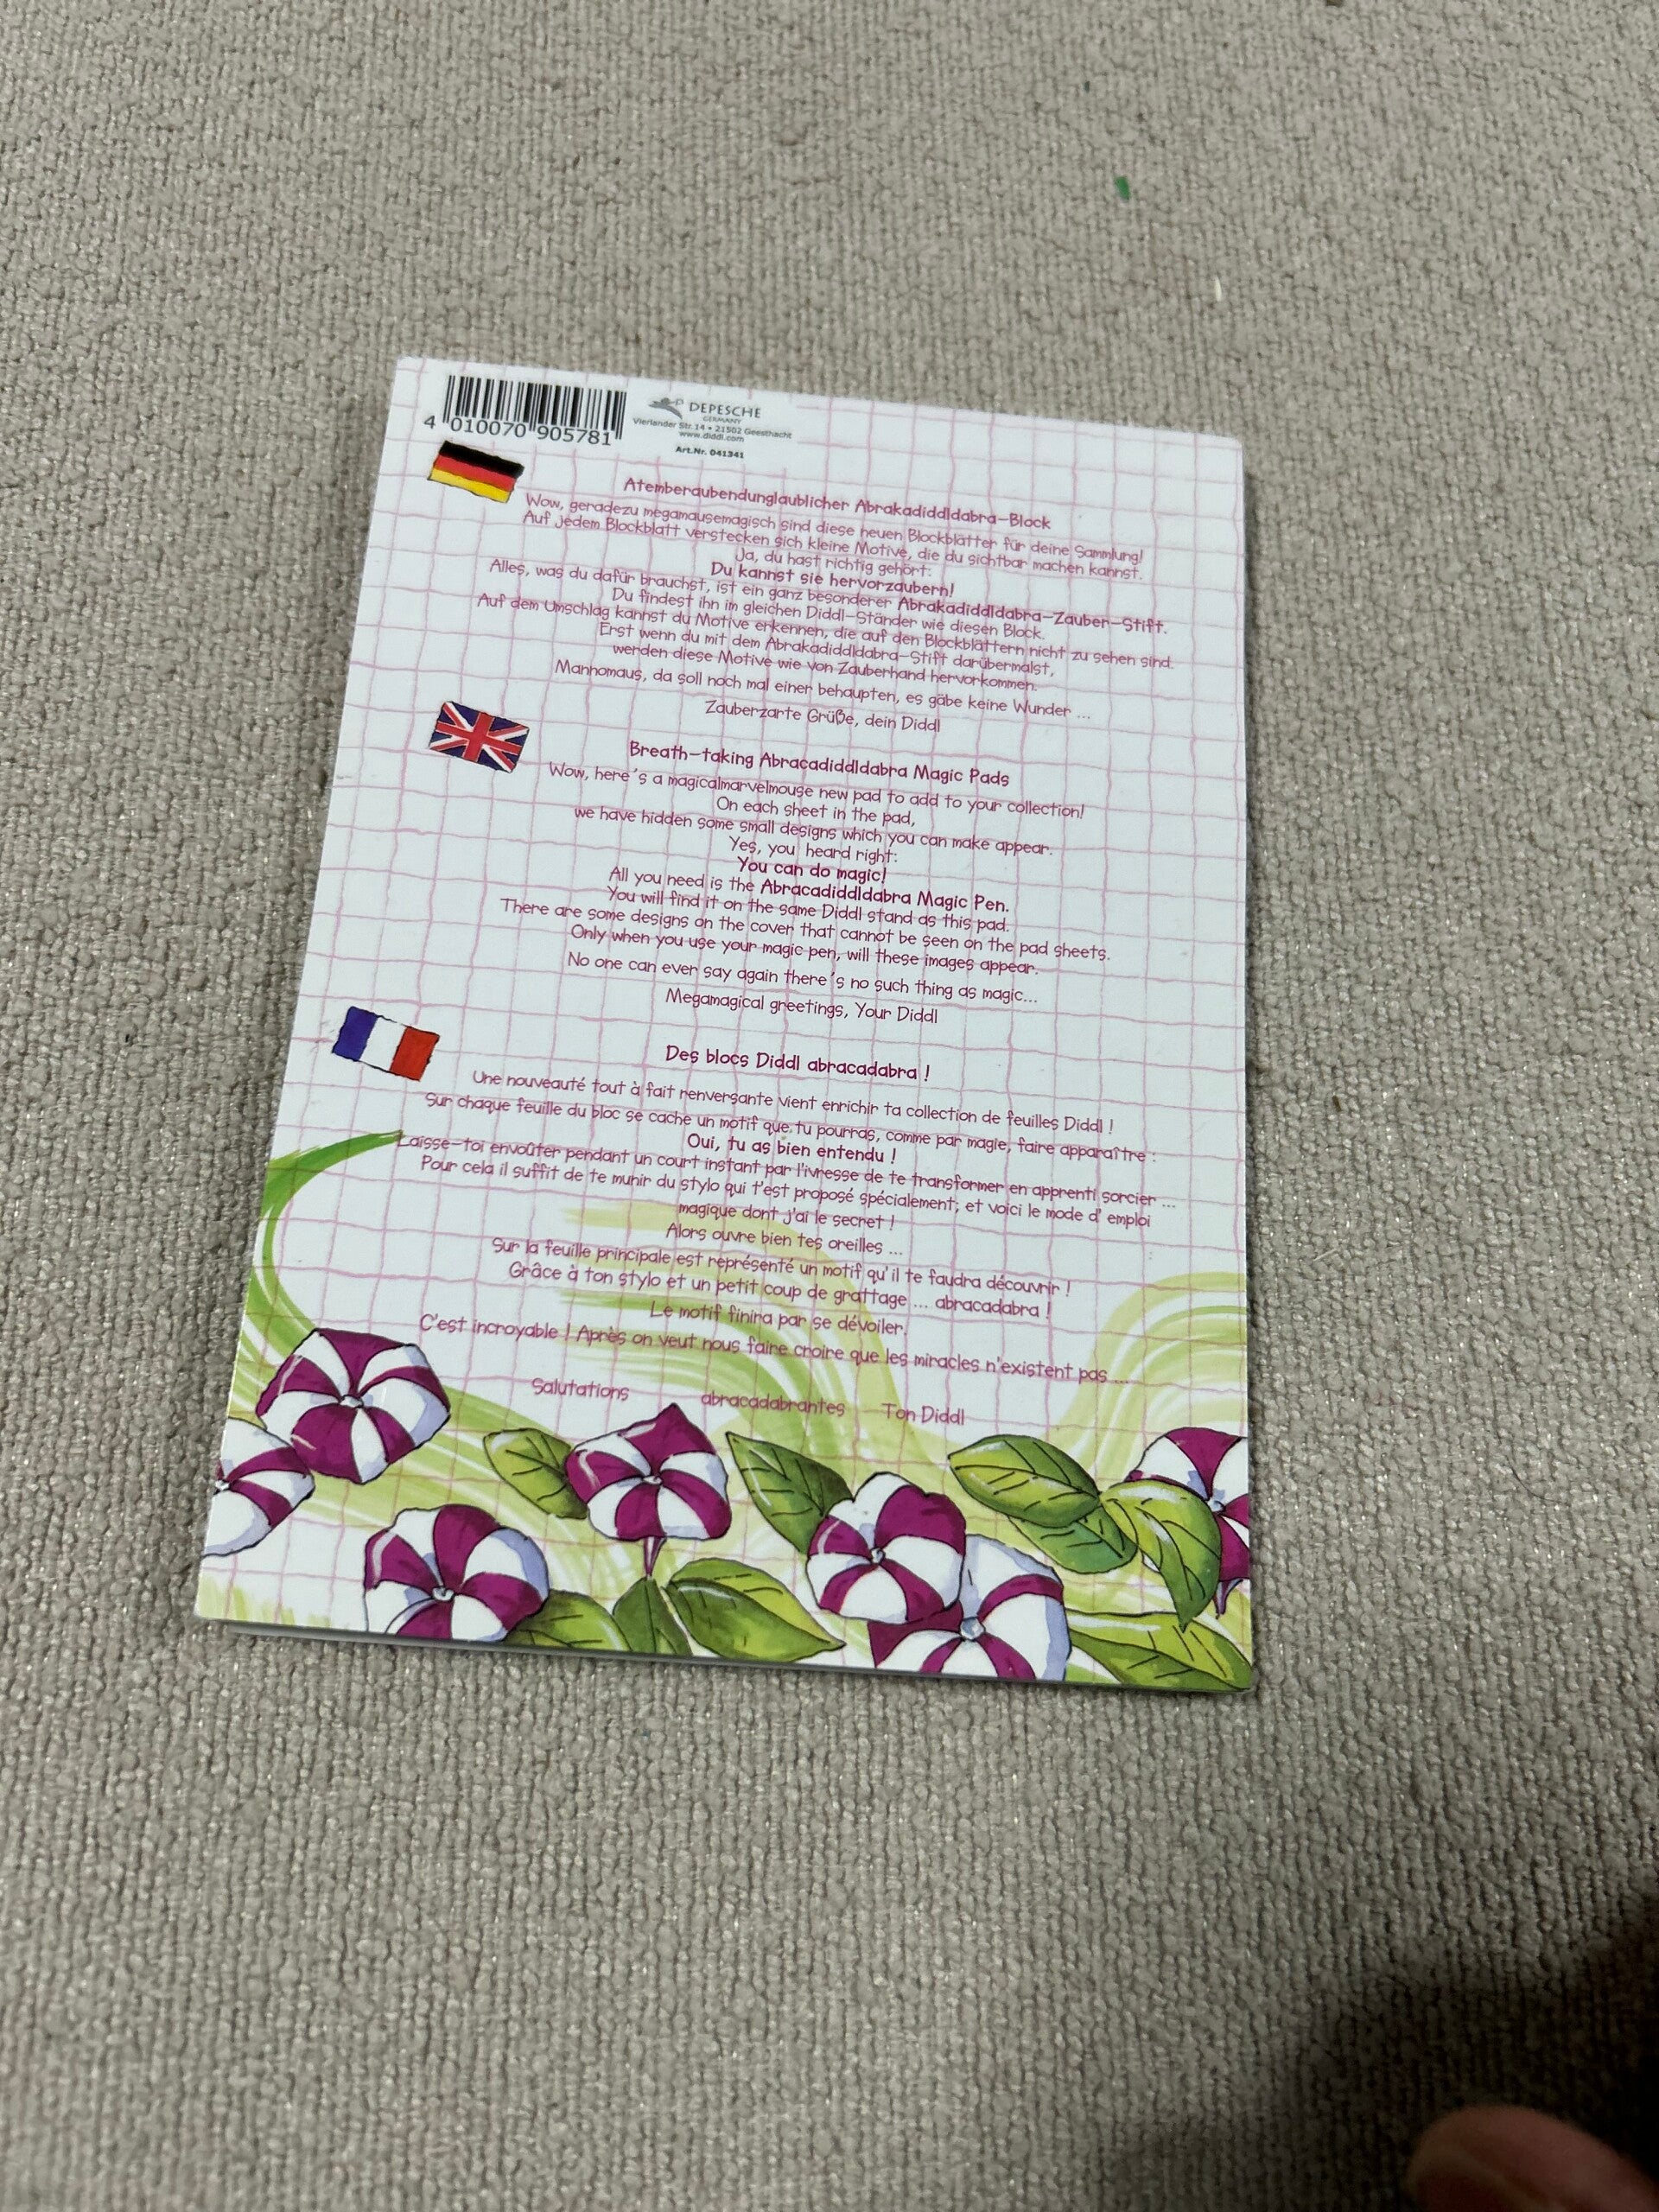 4 010070 905781
DEPESCHE
GERMANY
Vierlander Str. 14 • 21502 Geesthacht
www.diddl.com
Art.Nr. 041341
Atemberaubendunglaublicher Abrakadiddldabra-Block
Wow, geradezu megamausemagisch sind diese neuen Blockblätter für deine Sammlung!
Auf jedem Blockblatt verstecken sich kleine Motive, die du sichtbar machen kannst.
Ja, du hast richtig gehört:
Du kannst sie hervorzaubern!
Alles, was du dafür brauchst, ist ein ganz besonderer Abrakadiddldabra-Zauber-Stift.
Du findest ihn im gleichen Diddl-Ständer wie diesen Block.
Auf dem Umschlag kannst du Motive erkennen, die auf den Blockblättern nicht zu sehen sind.
Erst wenn du mit dem Abrakadiddldabra-Stift darübermalst,
werden diese Motive wie von Zauberhand hervorkommen.
Manhomaus, da soll noch mal einer behaupten, es gäbe keine Wunder ...
Zauberzarte Grüße, dein Diddl
Breath-taking Abracadiddldabra Magic Pads
Wow, here's a magicalmarvelmouse new pad to add to your collection!
On each sheet in the pad,
we have hidden some small designs which you can make appear.
Yes, you heard right:
You can do magic!
All you need is the Abracadiddldabra Magic Pen.
You will find it on the same Diddl stand as this pad.
There are some designs on the cover that cannot be seen on the pad sheets.
Only when you use your magic pen, will these images appear.
No one can ever say again there's no such thing as magic...
Megamagical greetings, Your Diddl
Des blocs Diddl abracadabra !
Une nouveauté tout à fait renversante vient enrichir ta collection de feuilles Diddl !
Sur chaque feuille du bloc se cache un motif que tu pourras, comme par magie, faire apparaître :
Oui, tu as bien entendu !
Laisse-toi envoûter pendant un court instant par l'ivresse de te transformer en apprenti sorcier ...
Pour cela il suffit de te munir du stylo qui t'est proposé spécialement; et voici le mode d' emploi
magique dont j'ai le secret !
Alors ouvre bien tes oreilles ...
Sur la feuille principale est représenté un motif qu'il te faudra découvrir !
Grâce à ton stylo et un petit coup de grattage ... abracadabra !
Le motif finira par se dévoiler.
C'est incroyable ! Après on veut nous faire croire que les miracles n'existent pas ...
Salutations abracadabrantes Ton Diddl